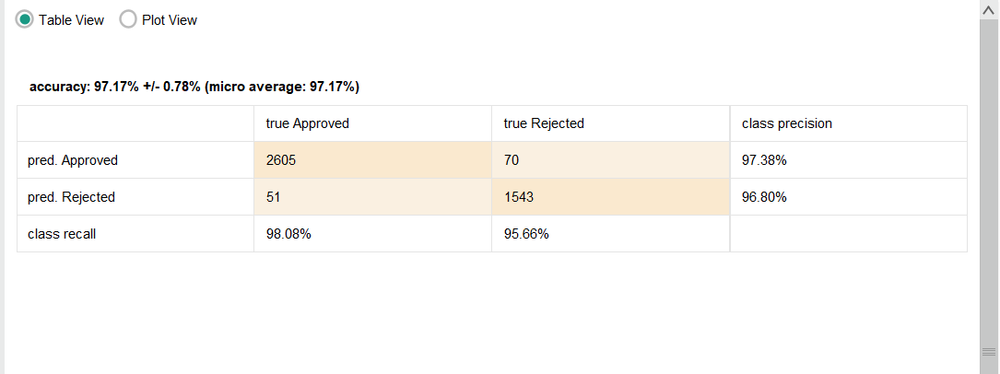 Table View Plot View
accuracy: 97.17% +/- 0.78% (micro average: 97.17%)
true Approved true Rejected class precision
pred. Approved 2605 70 97.38%
pred. Rejected 51 1543 96.80%
class recall 98.08% 95.66%